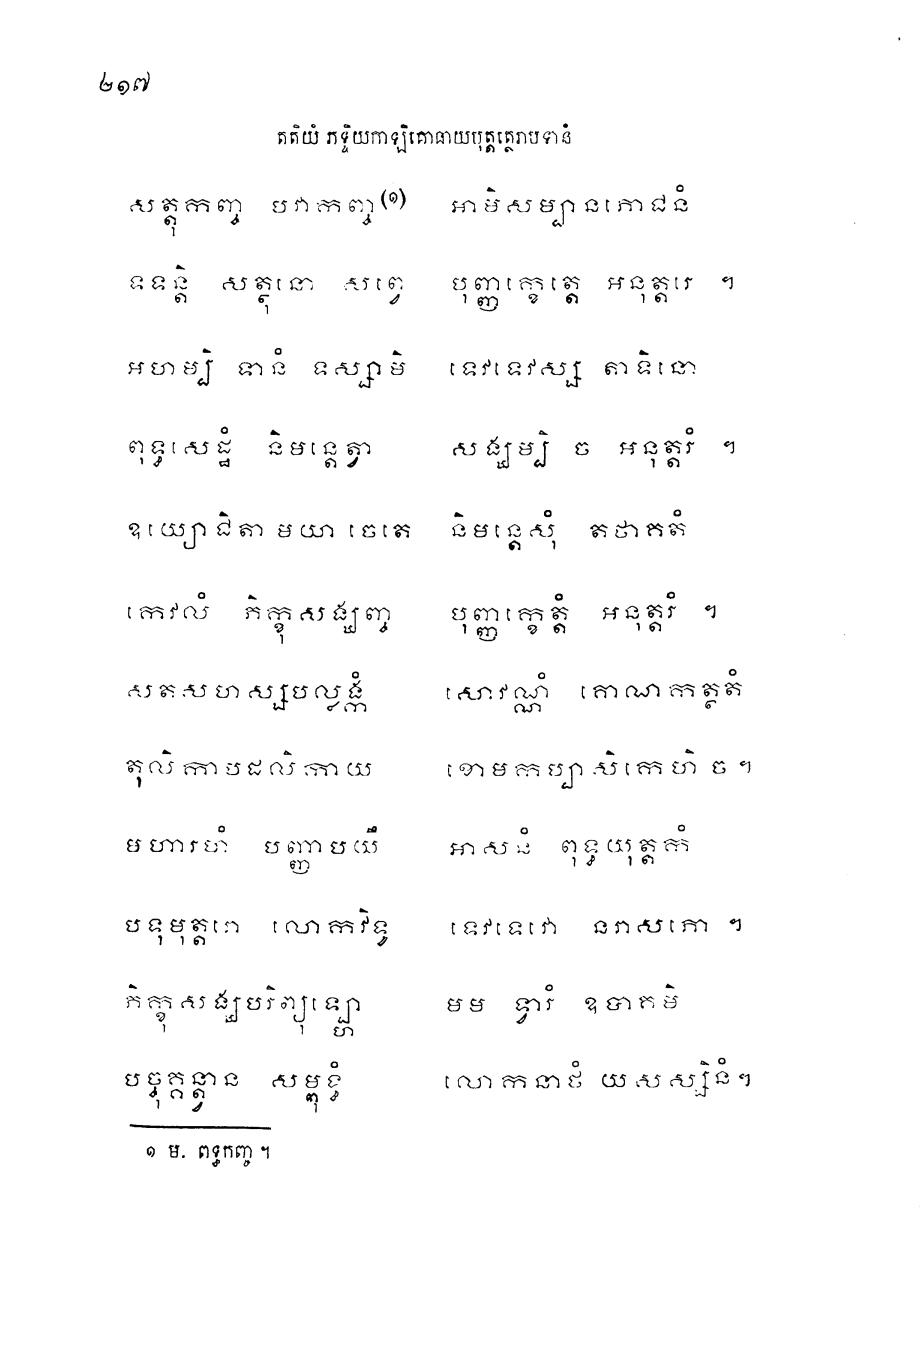 ២១៧
តតិយំ ភទ្ទិយកាឡិគោធាយបុត្តត្ថេរាបទានំ
សត្តុកញ្ច បវាកញ្ច (១) អាមិសម្បានភោជនំ
ទទន្តិ សត្ថុនោ សព្វេ បុញ្ញក្ខេត្តេ អនុត្តរេ ។
អហម្បិ ទានំ ទស្សាមិ ទេវទេវស្ស តាទិនោ
ពុទ្ធសេដ្ឋំ និមន្តេត្វា សង្ឃម្បិ ច អនុត្តរំ ។
ឧយ្យោជិតា មយា ចេតេ និមន្តេសុំ តថាគតំ
កេវលំ ភិក្ខុសង្ឃញ្ច បុញ្ញក្ខេត្តំ អនុត្តរំ ។
សតសហស្សបល្លង្កំ សោវណ្ណំ គោណកត្ថតំ
តុលិកាបដលិកាយ ខោមកប្បាសិកេហិ ច ។
មហារហំ បញ្ញាបយឹ អាសនំ ពុទ្ធយុត្តកំ
បទុមុត្តរោ លោកវិទូ ទេវទេវោ នរាសភោ ។
ភិក្ខុសង្ឃបរិព្យុឡ្ហោ មម ទ្វារំ ឧបាគមិ
បច្ចុគ្គន្ត្វាន សម្ពុទ្ធំ លោកនាថំ យសស្សិនំ ។
១ ម. ពទ្ធកញ្ច ។